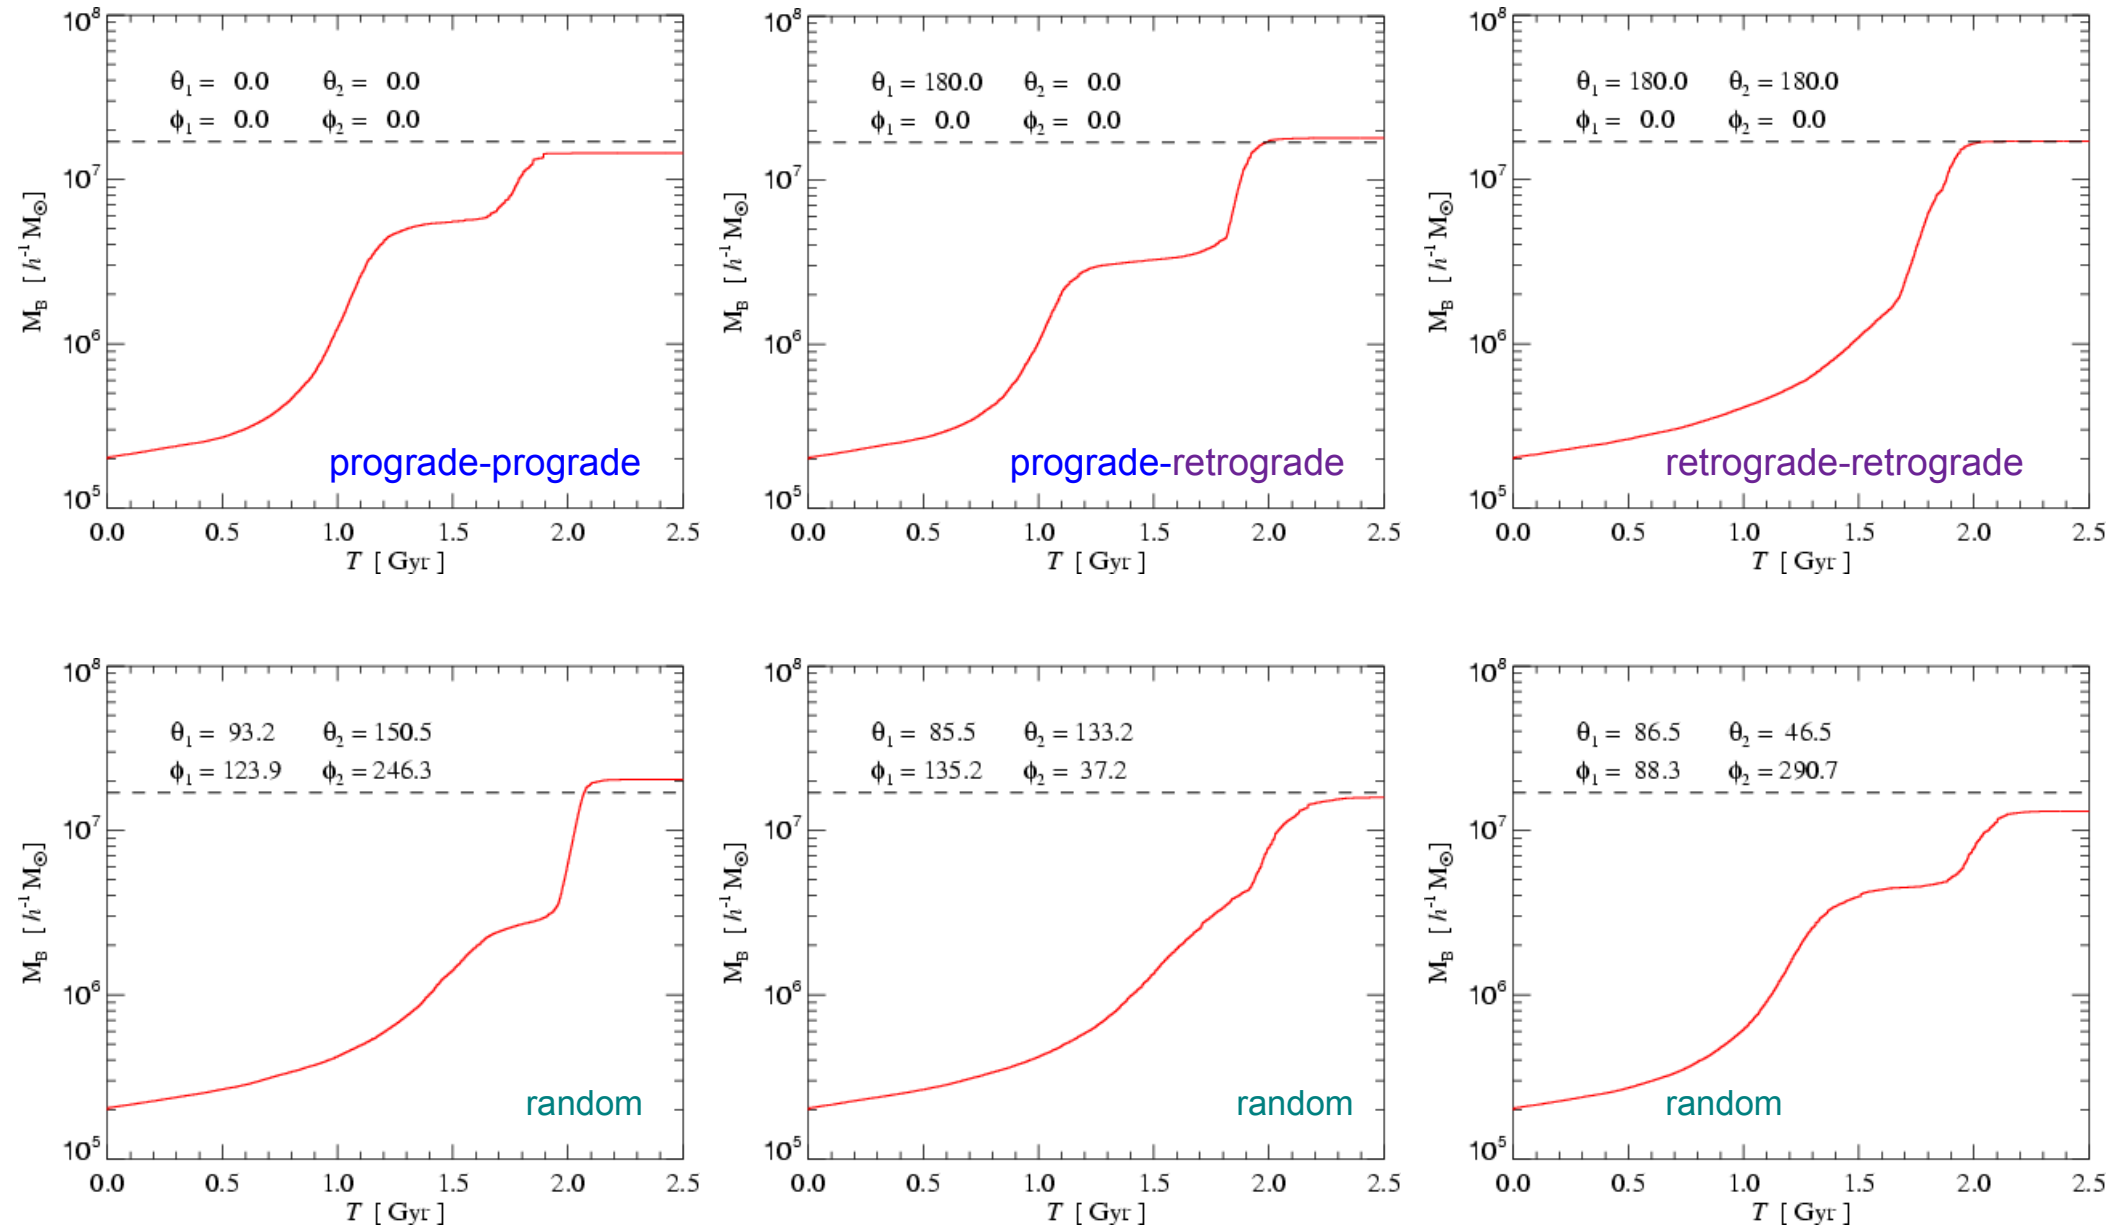 10⁸
θ₁ = 0.0 θ₂ = 0.0
ϕ₁ = 0.0 ϕ₂ = 0.0
10⁷
10⁶
10⁵
M_B [ h⁻¹ M☉]
prograde-prograde
0.0 0.5 1.0 1.5 2.0 2.5
T [ Gyr ]
10⁸
θ₁ = 180.0 θ₂ = 0.0
ϕ₁ = 0.0 ϕ₂ = 0.0
10⁷
10⁶
10⁵
M_B [ h⁻¹ M☉]
prograde-retrograde
0.0 0.5 1.0 1.5 2.0 2.5
T [ Gyr ]
10⁸
θ₁ = 180.0 θ₂ = 180.0
ϕ₁ = 0.0 ϕ₂ = 0.0
10⁷
10⁶
10⁵
M_B [ h⁻¹ M☉]
retrograde-retrograde
0.0 0.5 1.0 1.5 2.0 2.5
T [ Gyr ]
10⁸
θ₁ = 93.2 θ₂ = 150.5
ϕ₁ = 123.9 ϕ₂ = 246.3
10⁷
10⁶
10⁵
M_B [ h⁻¹ M☉]
random
0.0 0.5 1.0 1.5 2.0 2.5
T [ Gyr ]
10⁸
θ₁ = 85.5 θ₂ = 133.2
ϕ₁ = 135.2 ϕ₂ = 37.2
10⁷
10⁶
10⁵
M_B [ h⁻¹ M☉]
random
0.0 0.5 1.0 1.5 2.0 2.5
T [ Gyr ]
10⁸
θ₁ = 86.5 θ₂ = 46.5
ϕ₁ = 88.3 ϕ₂ = 290.7
10⁷
10⁶
10⁵
M_B [ h⁻¹ M☉]
random
0.0 0.5 1.0 1.5 2.0 2.5
T [ Gyr ]